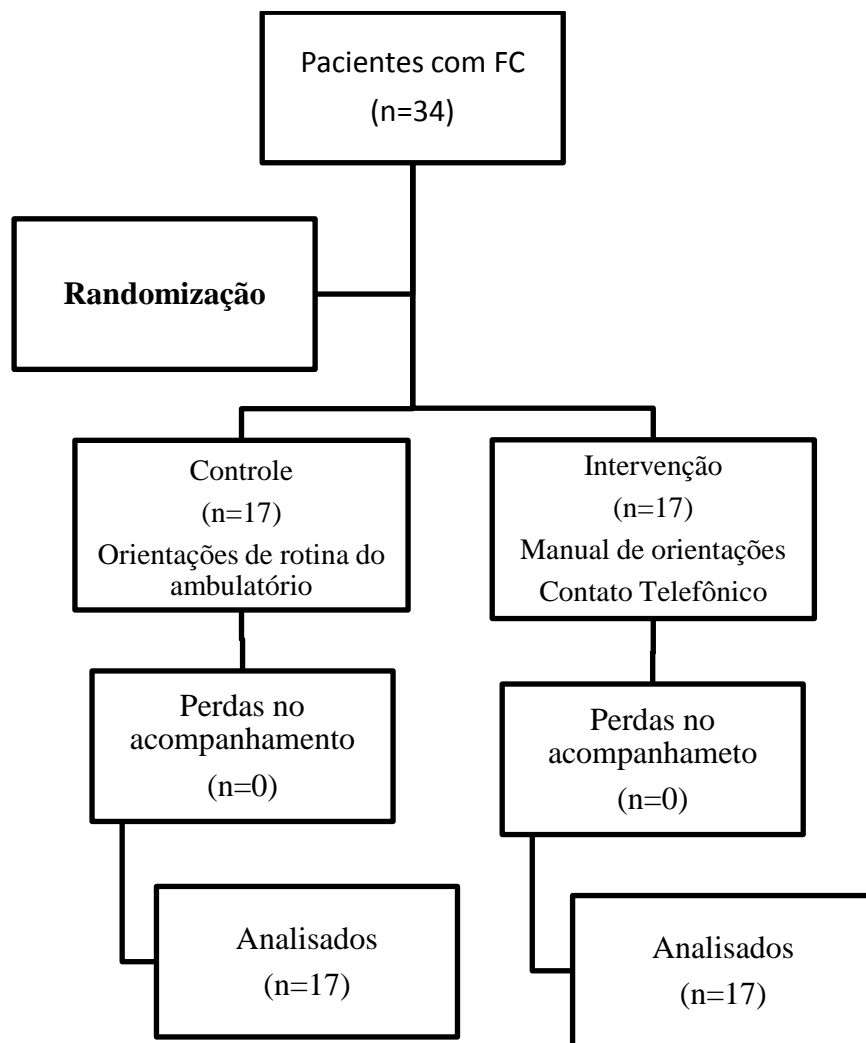 Pacientes com FC
(n=34)
Randomização
Controle
(n=17)
Orientações de rotina do
ambulatório
Intervenção
(n=17)
Manual de orientações
Contato Telefônico
Perdas no
acompanhamento
(n=0)
Perdas no
acompanhameto
(n=0)
Analisados
(n=17)
Analisados
(n=17)